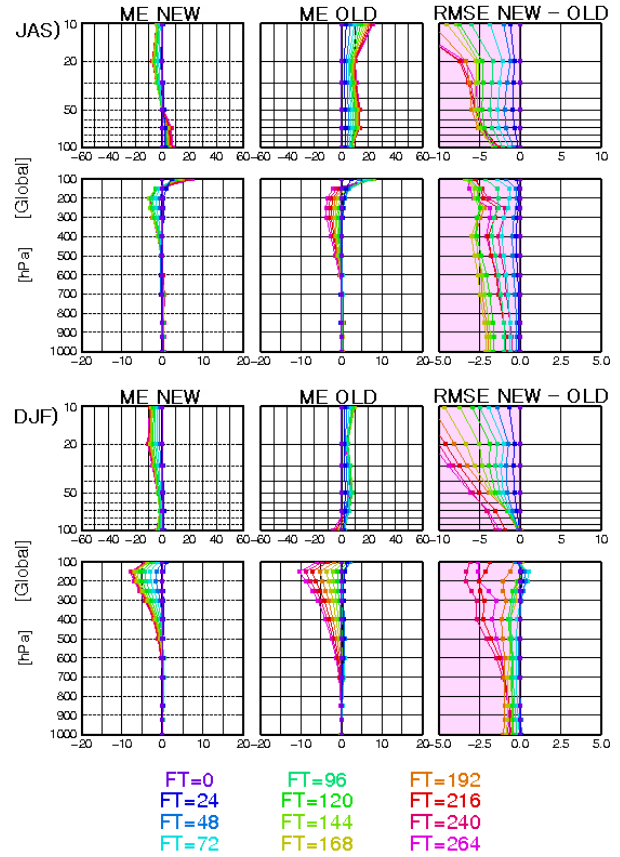 ME NEW ME OLD RMSE NEW - OLD
JAS)
10
20
50
100
-60 -40 -20 0 20 40 60 -60 -40 -20 0 20 40 60 -10 -5 0 5 10
[Global]
[hPa]
100
200
300
400
500
600
700
800
900
1000
-20 -10 0 10 20 -20 -10 0 10 20 -5.0 -2.5 0.0 2.5 5.0
ME NEW ME OLD RMSE NEW - OLD
DJF)
10
20
50
100
-60 -40 -20 0 20 40 60 -60 -40 -20 0 20 40 60 -10 -5 0 5 10
[Global]
[hPa]
100
200
300
400
500
600
700
800
900
1000
-20 -10 0 10 20 -20 -10 0 10 20 -5.0 -2.5 0.0 2.5 5.0
FT=0 FT=96 FT=192
FT=24 FT=120 FT=216
FT=48 FT=144 FT=240
FT=72 FT=168 FT=264